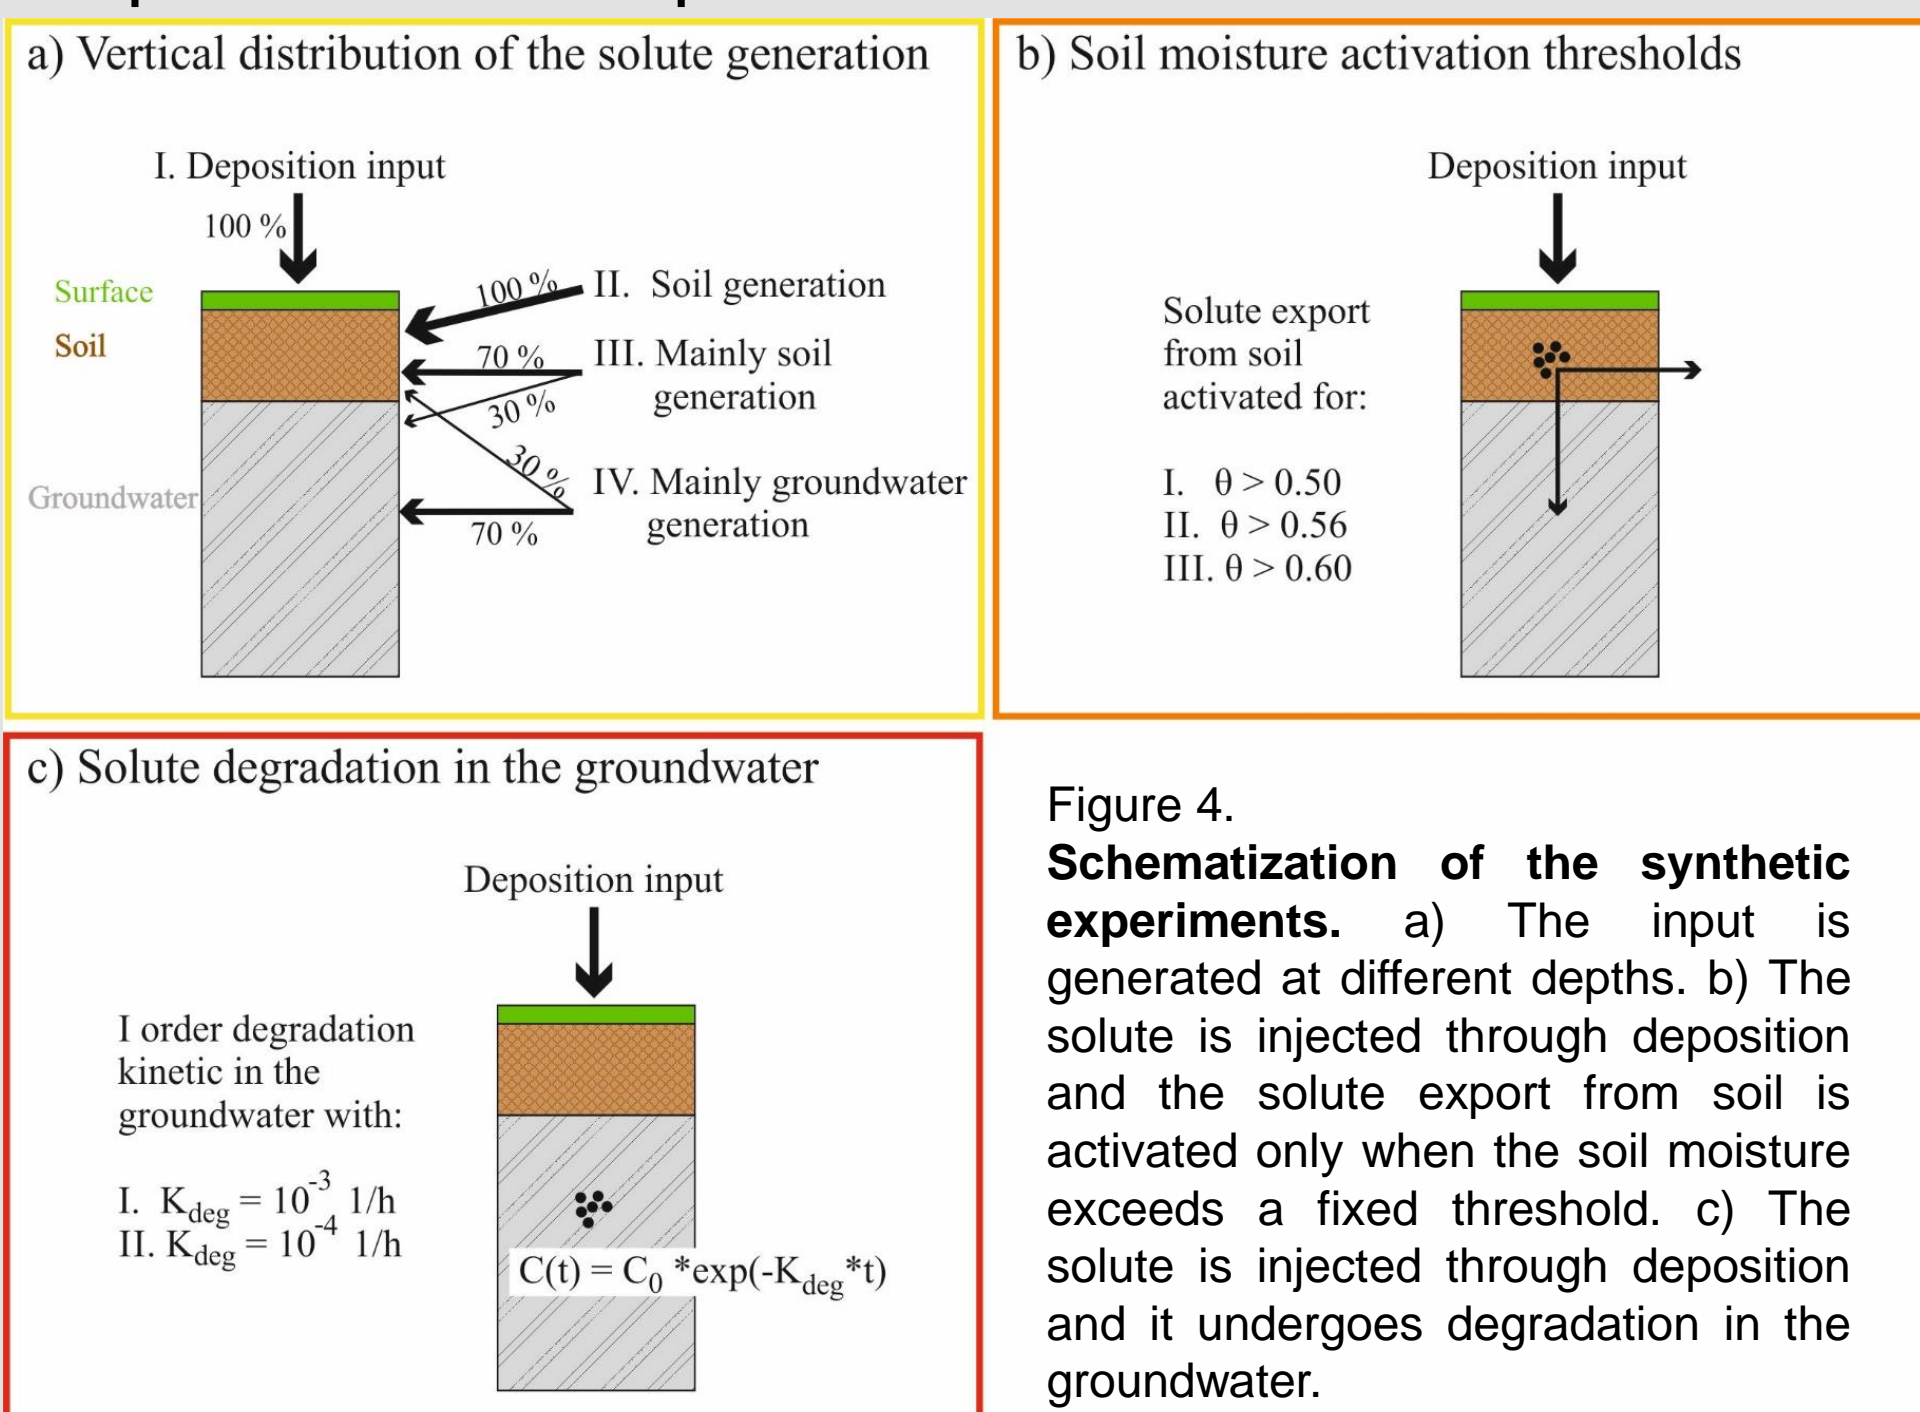 a) Vertical distribution of the solute generation
I. Deposition input
100 %
Surface
Soil
Groundwater
100 %
II. Soil generation
70 %
III. Mainly soil
generation
30 %
30 %
IV. Mainly groundwater
generation
70 %
b) Soil moisture activation thresholds
Deposition input
Solute export
from soil
activated for:
I. θ > 0.50
II. θ > 0.56
III. θ > 0.60
c) Solute degradation in the groundwater
Deposition input
I order degradation
kinetic in the
groundwater with:
I. K_deg = 10^-3 1/h
II. K_deg = 10^-4 1/h
C(t) = C_0 *exp(-K_deg*t)
Figure 4.
Schematization of the synthetic
experiments. a) The input is
generated at different depths. b) The
solute is injected through deposition
and the solute export from soil is
activated only when the soil moisture
exceeds a fixed threshold. c) The
solute is injected through deposition
and it undergoes degradation in the
groundwater.